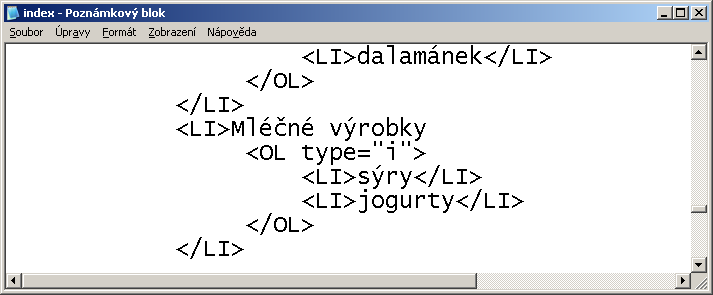 index - Poznámkový blok
Soubor Úpravy Formát Zobrazení Nápověda
<LI>dalamánek</LI>
</OL>
</LI>
<LI>Mléčné výrobky
<OL type="i">
<LI>sýry</LI>
<LI>jogurty</LI>
</OL>
</LI>